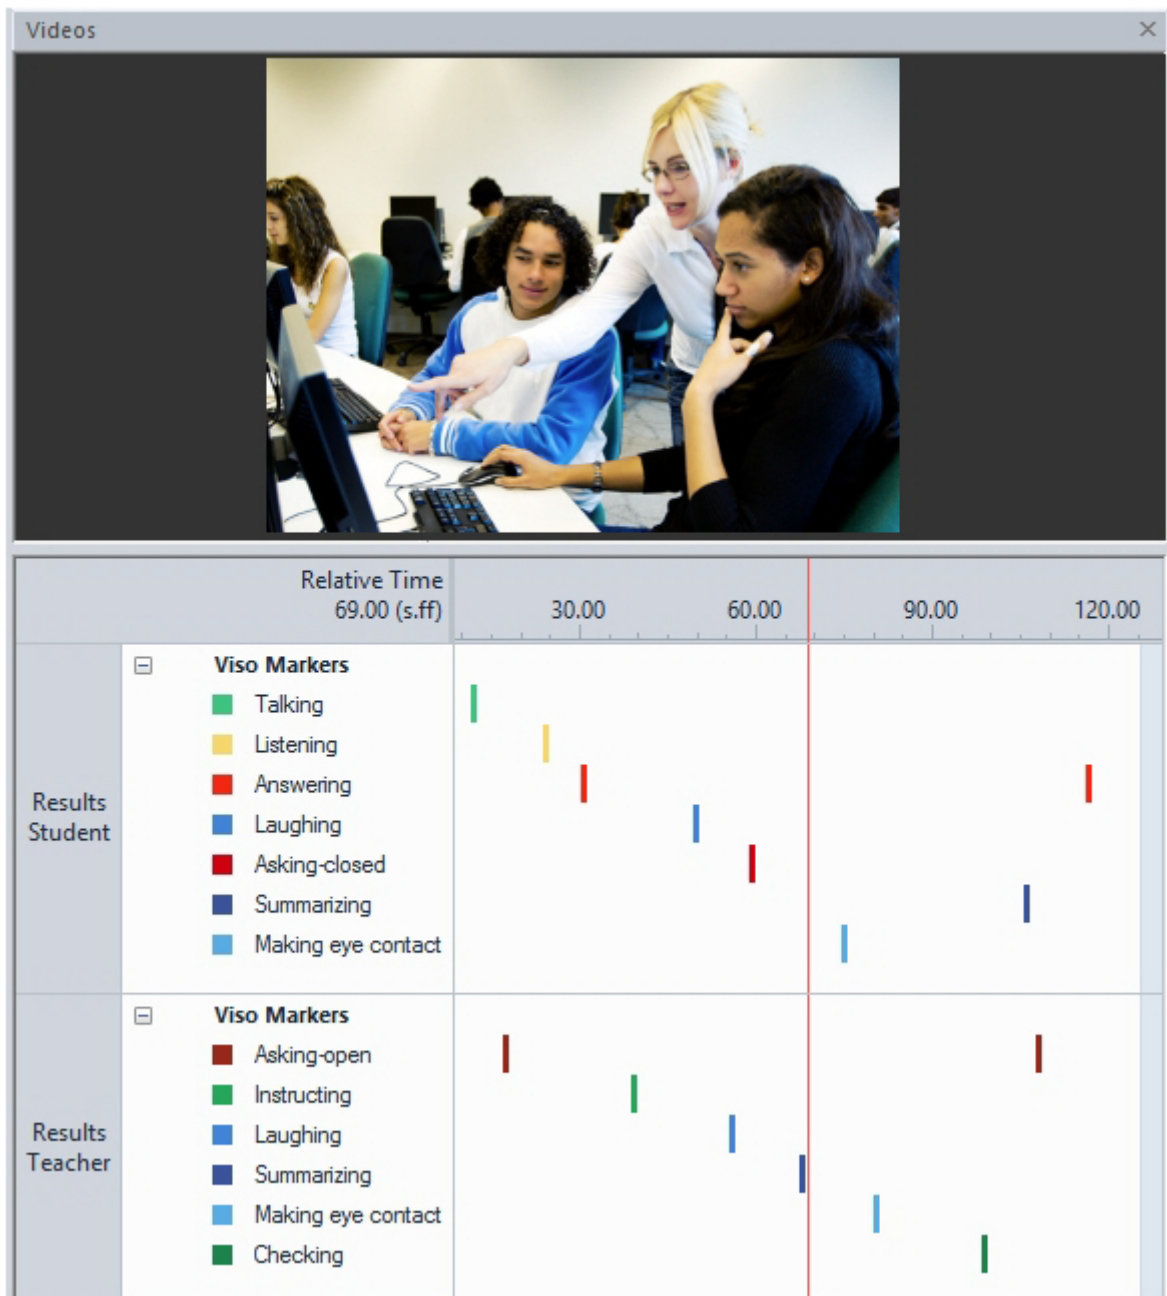 Videos
Relative Time
69.00 (s.ff)
30.00 60.00 90.00 120.00
Results
Student
Viso Markers
Talking
Listening
Answering
Laughing
Asking-closed
Summarizing
Making eye contact
Results
Teacher
Viso Markers
Asking-open
Instructing
Laughing
Summarizing
Making eye contact
Checking